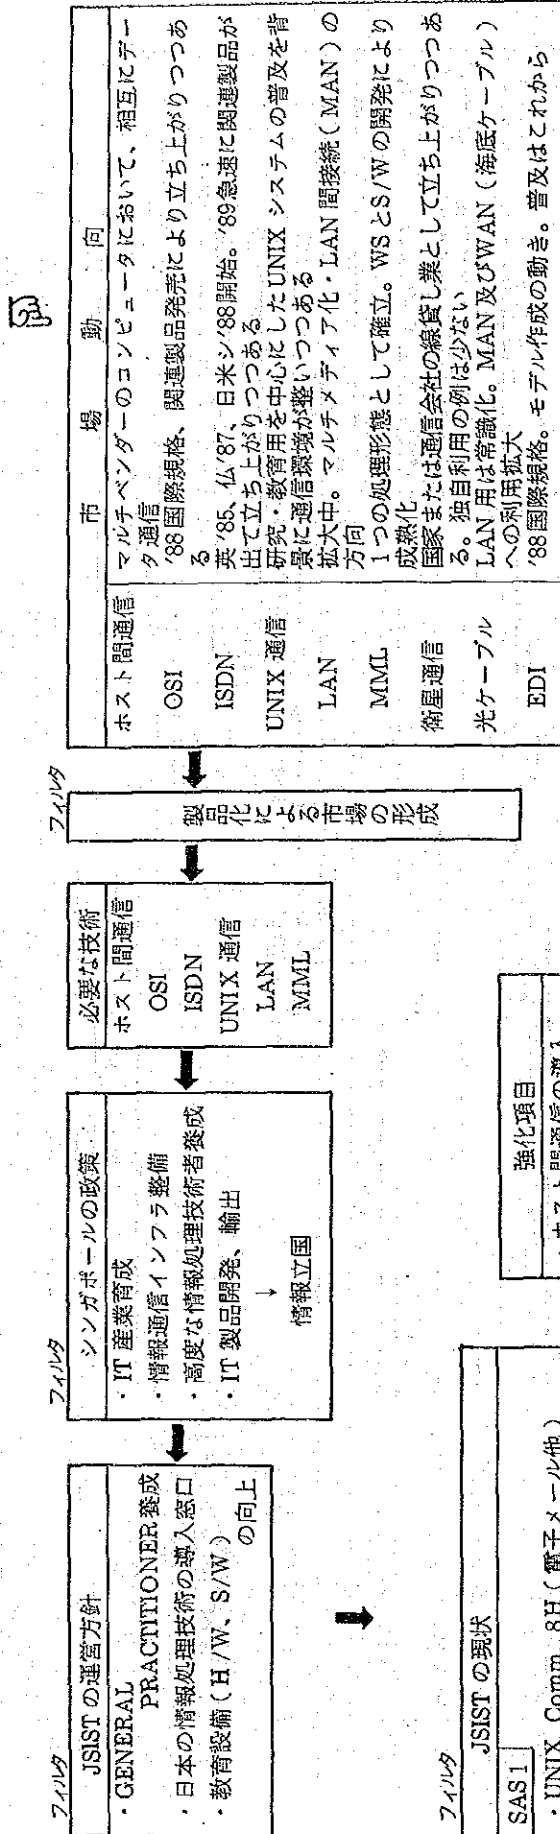 市場動向
ホスト間通信
マルチベンダーのコンピュータにおいて、相互にデー
タ通信
OSI
'88国際規格、関連製品発売により立ち上がりつつあ
る
ISDN
英'85、仏'87、日米シ'88開始。'89急速に関連製品が
出て立ち上がりつつある
UNIX 通信
研究・教育用を中心にしたUNIX システムの普及を背
景に通信環境が整いつつある
LAN
拡大中。マルチメディア化・LAN 間接続（MAN）の
方向
MML
1つの処理形態として確立。WSとS/Wの開発により
成熟化
衛星通信
国家または通信会社の線貸し業として立ち上がりつつあ
る。独自利用の例は少ない
光ケーブル
LAN 用は常識化。MAN 及びWAN（海底ケーブル）
への利用拡大
EDI
'88国際規格。モデル作成の動き。普及はこれから
フィルタ
製品化による市場の形成
必要な技術
ホスト間通信
OSI
ISDN
UNIX 通信
LAN
MML
フィルタ
シンガポールの政策
・IT 産業育成
・情報通信インフラ整備
・高度な情報処理技術者養成
・IT 製品開発、輸出
↓
情報立国
フィルタ
JSIST の運営方針
・GENERAL
PRACTITIONER 養成
・日本の情報処理技術の導入窓口
・教育設備（H/W、S/W）
の向上
強化項目
ホスト間通信の導入
フィルタ
JSIST の現状
SAS 1
・UNIX Comm. 8H（電子メール他）